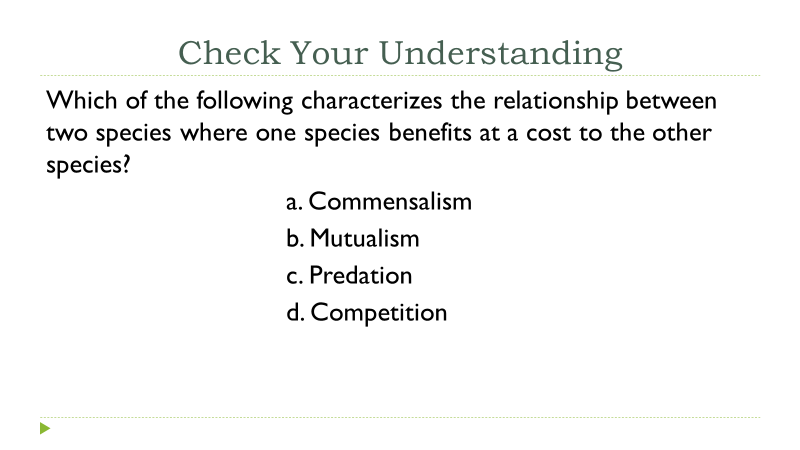 Check Your Understanding
Which of the following characterizes the relationship between
two species where one species benefits at a cost to the other
species?
a. Commensalism
b. Mutualism
c. Predation
d. Competition